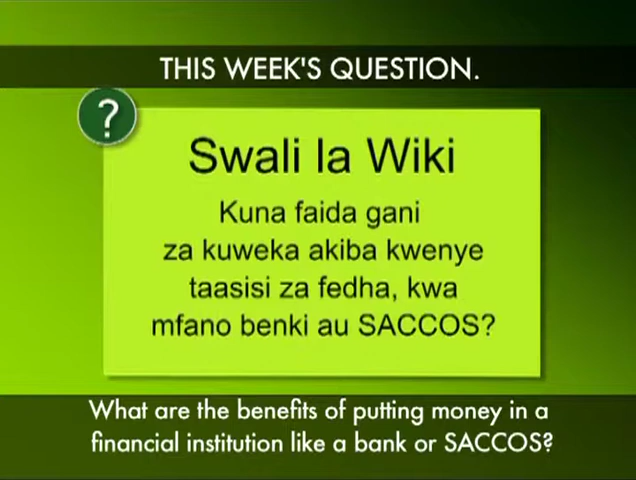 THIS WEEK'S QUESTION.
?
Swali la Wiki
Kuna faida gani
za kuweka akiba kwenye
taasisi za fedha, kwa
mfano benki au SACCOS?
What are the benefits of putting money in a
financial institution like a bank or SACCOS?